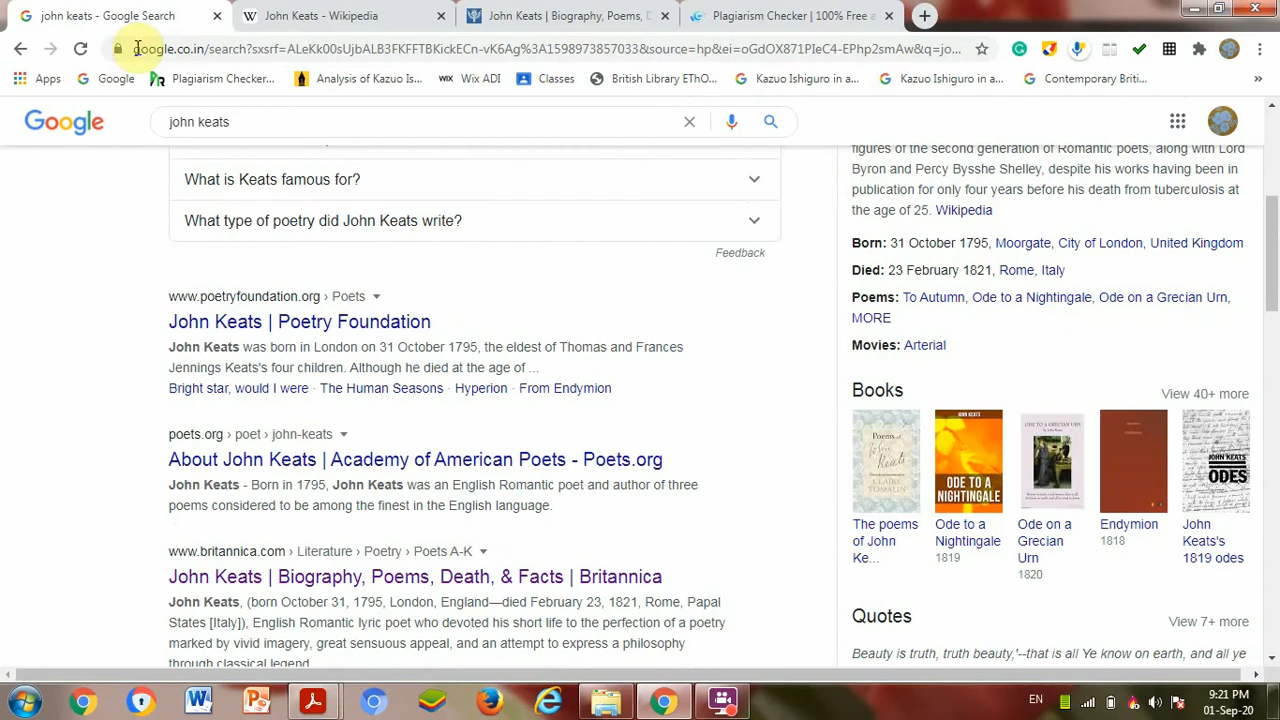 john keats - Google Search
John Keats - Wikipedia
John Keats | Biography, Poems, D
Plagiarism Checker | 100% Free a
google.co.in/search?sxsrf=ALeKk00sUjbALB3FKFFTBKickECn-vK6Ag%3A1598973857033&source=hp&ei=oGdOX871PIeC4-EPhp2smAw&q=jo...
Apps
Google
Plagiarism Checker...
Analysis of Kazuo Is...
WiX Wix ADI
Classes
British Library EThO...
Kazuo Ishiguro in a...
Kazuo Ishiguro in a...
Contemporary Briti...
»
Google
john keats
What is Keats famous for?
What type of poetry did John Keats write?
Feedback
www.poetryfoundation.org › Poets
John Keats | Poetry Foundation
John Keats was born in London on 31 October 1795, the eldest of Thomas and Frances
Jennings Keats's four children. Although he died at the age of ...
Bright star, would I were · The Human Seasons · Hyperion · From Endymion
poets.org › poet › john-keats
About John Keats | Academy of American Poets - Poets.org
John Keats - Born in 1795, John Keats was an English Romantic poet and author of three
poems considered to be among the finest in the English language.
www.britannica.com › Literature › Poetry › Poets A-K
John Keats | Biography, Poems, Death, & Facts | Britannica
John Keats, (born October 31, 1795, London, England—died February 23, 1821, Rome, Papal
States [Italy]), English Romantic lyric poet who devoted his short life to the perfection of a poetry
marked by vivid imagery, great sensuous appeal, and an attempt to express a philosophy
through classical legend
figures of the second generation of Romantic poets, along with Lord
Byron and Percy Bysshe Shelley, despite his works having been in
publication for only four years before his death from tuberculosis at
the age of 25. Wikipedia
Born: 31 October 1795, Moorgate, City of London, United Kingdom
Died: 23 February 1821, Rome, Italy
Poems: To Autumn, Ode to a Nightingale, Ode on a Grecian Urn,
MORE
Movies: Arterial
Books
View 40+ more
JOHN KEATS
ODE TO A
NIGHTINGALE
JOHN KEATS
ODES
The poems
of John
Ke...
Ode to a
Nightingale
1819
Ode on a
Grecian
Urn
1820
Endymion
1818
John
Keats's
1819 odes
Quotes
View 7+ more
Beauty is truth, truth beauty,'--that is all Ye know on earth, and all ye
EN
9:21 PM
01-Sep-20